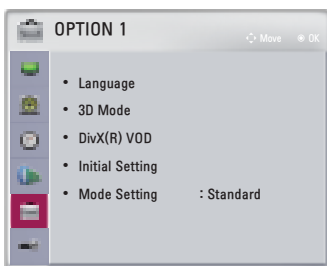 OPTION 1
Move OK
• Language
• 3D Mode
• DivX(R) VOD
• Initial Setting
• Mode Setting : Standard